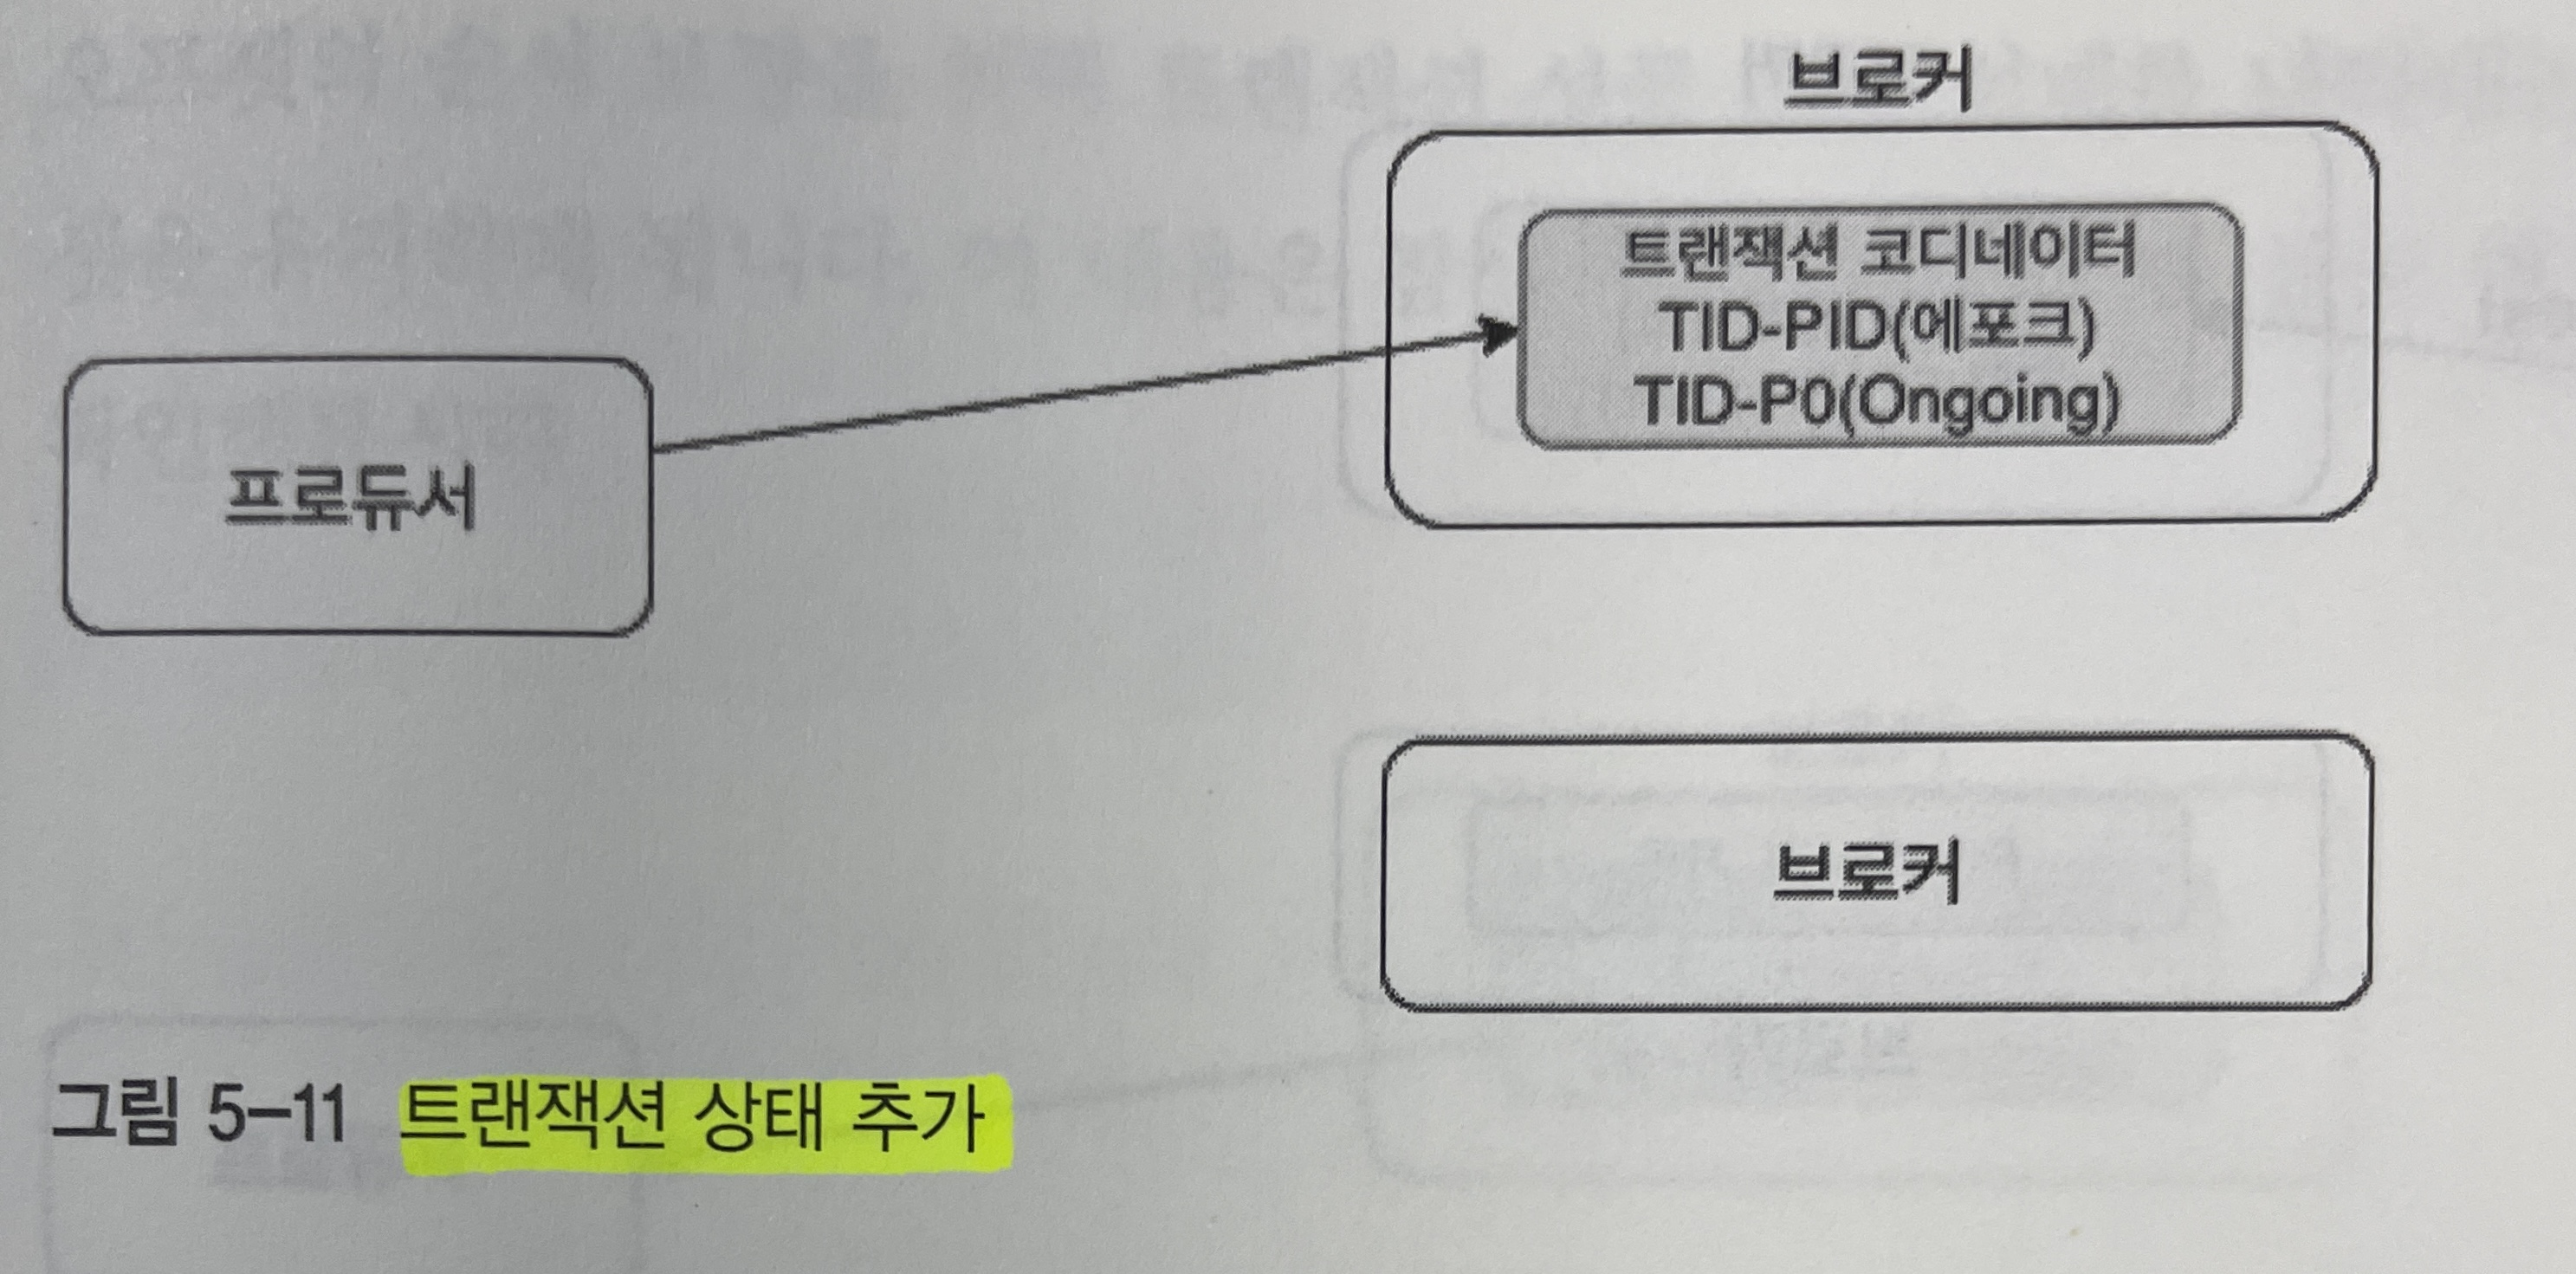 브로커
트랜잭션 코디네이터
TID-PID(에포크)
TID-P0(Ongoing)
프로듀서
브로커
그림 5-11 트랜잭션 상태 추가